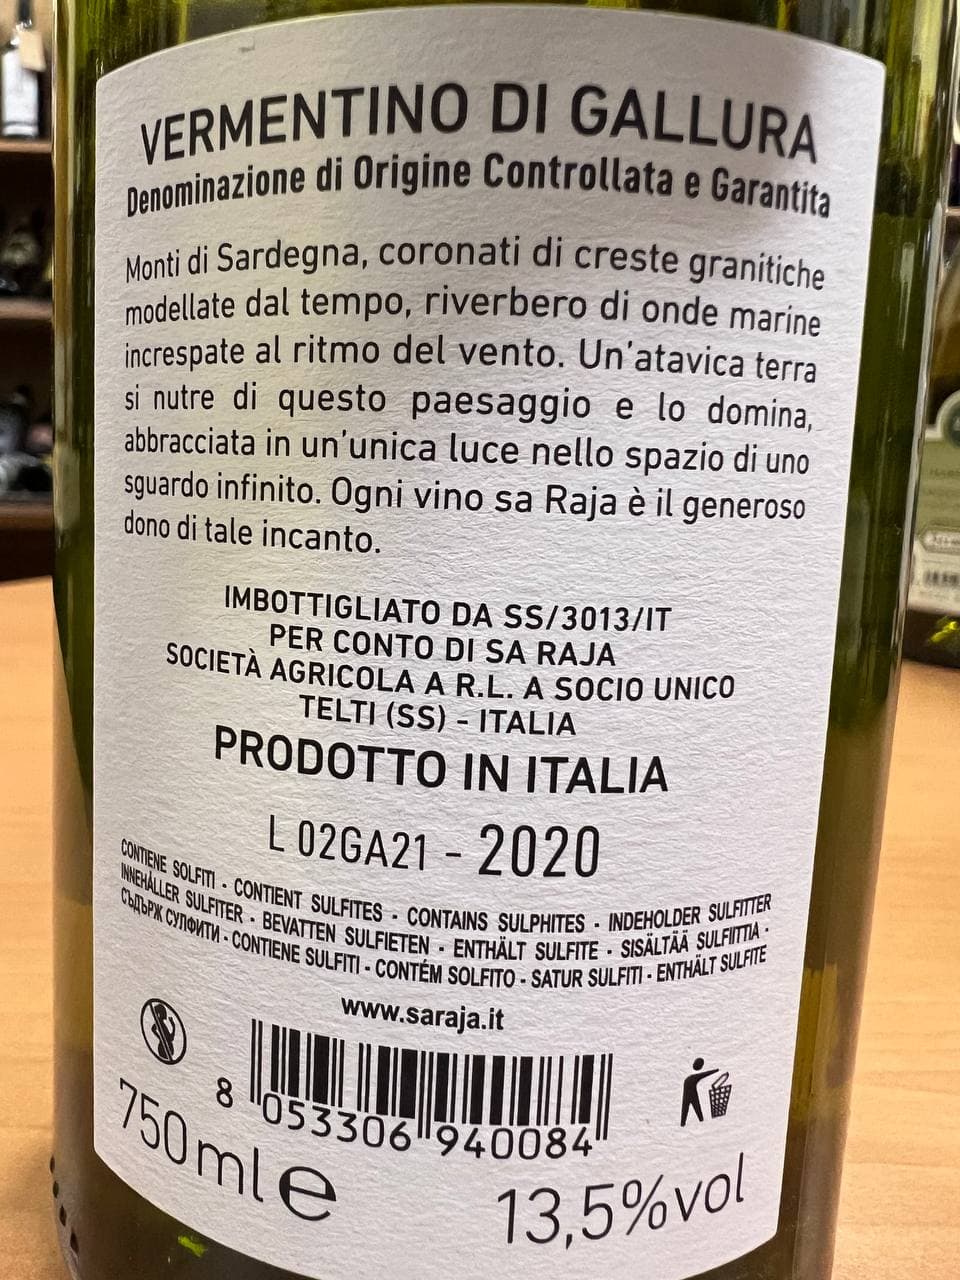 VERMENTINO DI GALLURA
Denominazione di Origine Controllata e Garantita
Monti di Sardegna, coronati di creste granitiche
modellate dal tempo, riverbero di onde marine
increspate al ritmo del vento. Un'atavica terra
si nutre di questo paesaggio e lo domina,
abbracciata in un'unica luce nello spazio di uno
sguardo infinito. Ogni vino sa Raja è il generoso
dono di tale incanto.
IMBOTTIGLIATO DA SS/3013/IT
PER CONTO DI SA RAJA
SOCIETÀ AGRICOLA A R.L. A SOCIO UNICO
TELTI (SS) - ITALIA
PRODOTTO IN ITALIA
L 02GA21 - 2020
CONTIENE SOLFITI - CONTIENT SULFITES - CONTAINS SULPHITES - INDEHOLDER SULFITTER
INNEHÅLLER SULFITER - BEVATTEN SULFIETEN - ENTHÄLT SULFITE - SISÄLTÄÄ SULFIITTIA -
СЪДЪРЖ СУЛФИТИ - CONTIENE SULFITI - CONTÉM SOLFITO - SATUR SULFITI - ENTHÄLT SULFITE
www.saraja.it
8 053306 940084
750 ml e
13,5%vol